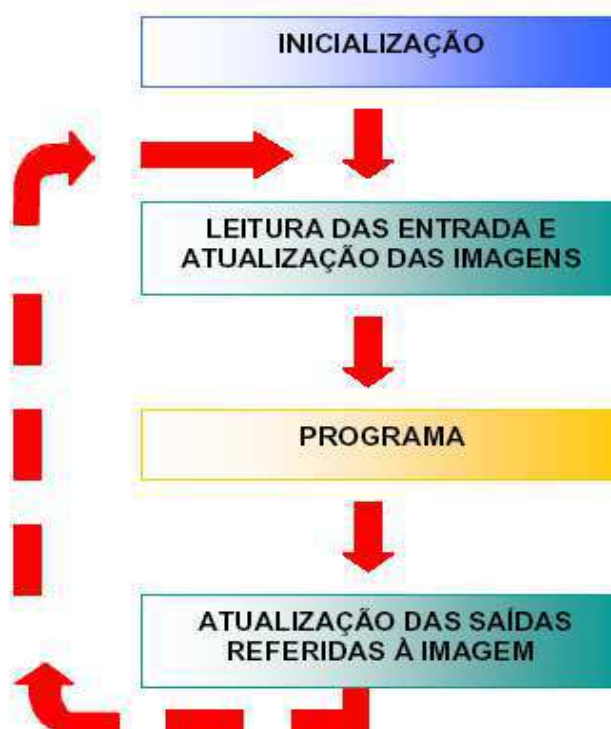 INICIALIZAÇÃO
LEITURA DAS ENTRADA E
ATUALIZAÇÃO DAS IMAGENS
PROGRAMA
ATUALIZAÇÃO DAS SAÍDAS
REFERIDAS À IMAGEM